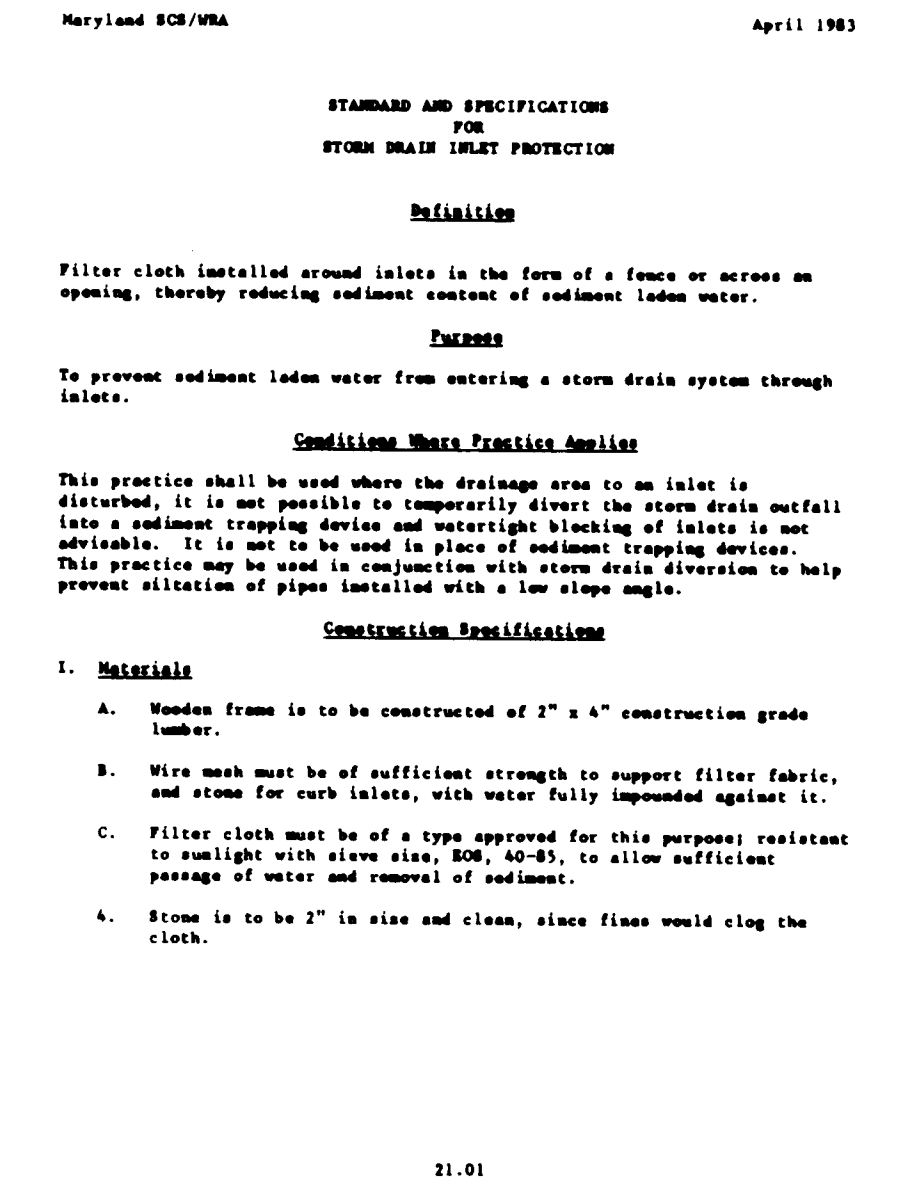 Maryland SCS/WRA
April 1983
STANDARD AND SPECIFICATIONS
FOR
STORM DRAIN INLET PROTECTION
Definition
Filter cloth installed around inlets in the form of a fence or across an
opening, thereby reducing sediment content of sediment laden water.
Purpose
To prevent sediment laden water from entering a storm drain system through
inlets.
Conditions Where Practice Applies
This practice shall be used where the drainage area to an inlet is
disturbed, it is not possible to temporarily divert the storm drain outfall
into a sediment trapping device and watertight blocking of inlets is not
advisable. It is not to be used in place of sediment trapping devices.
This practice may be used in conjunction with storm drain diversion to help
prevent siltation of pipes installed with a low slope angle.
Construction Specifications
I. Materials
A. Wooden frame is to be constructed of 2" x 4" construction grade
lumber.
B. Wire mesh must be of sufficient strength to support filter fabric,
and stone for curb inlets, with water fully impounded against it.
C. Filter cloth must be of a type approved for this purpose; resistant
to sunlight with sieve size, EOS, 40-85, to allow sufficient
passage of water and removal of sediment.
4. Stone is to be 2" in size and clean, since fines would clog the
cloth.
21.01